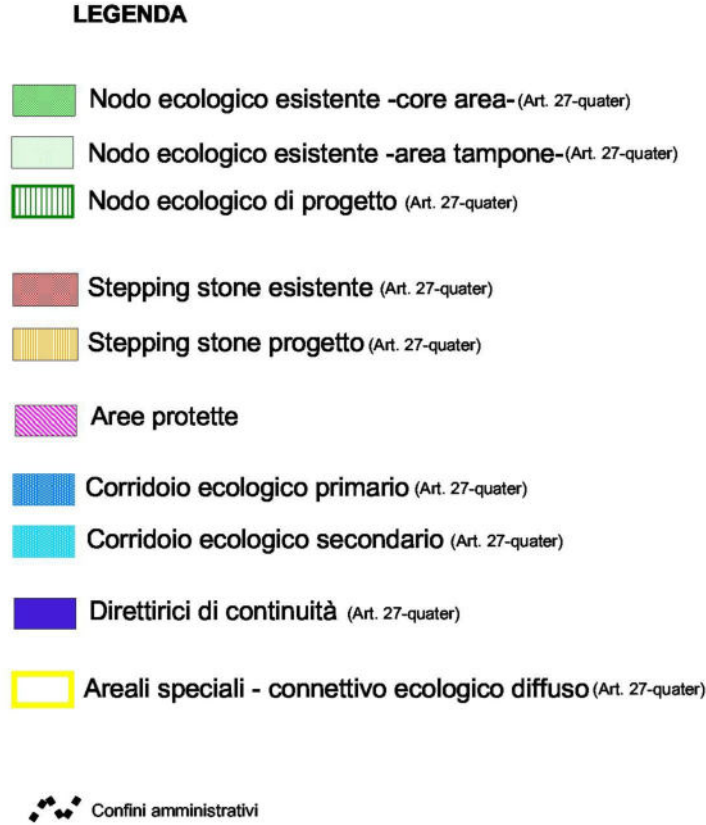 LEGENDA
Nodo ecologico esistente -core area- (Art. 27-quater)
Nodo ecologico esistente -area tampone- (Art. 27-quater)
Nodo ecologico di progetto (Art. 27-quater)
Stepping stone esistente (Art. 27-quater)
Stepping stone progetto (Art. 27-quater)
Aree protette
Corridoio ecologico primario (Art. 27-quater)
Corridoio ecologico secondario (Art. 27-quater)
Direttirici di continuità (Art. 27-quater)
Areali speciali - connettivo ecologico diffuso (Art. 27-quater)
Confini amministrativi